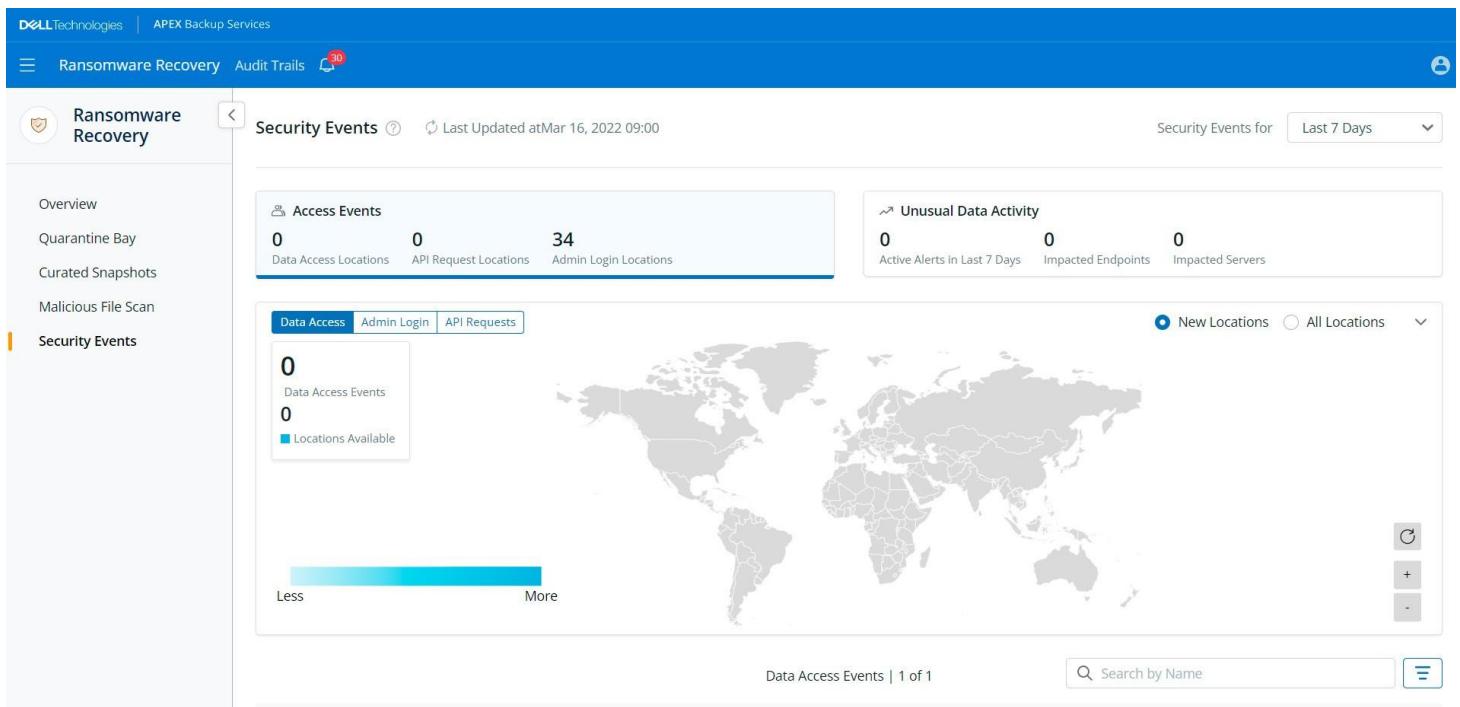 DELLTechnologies APEX Backup Services
Ransomware Recovery Audit Trails 30
Ransomware
Recovery
Overview
Quarantine Bay
Curated Snapshots
Malicious File Scan
Security Events
Security Events ? Last Updated atMar 16, 2022 09:00 Security Events for Last 7 Days
Access Events
0 0 34
Data Access Locations API Request Locations Admin Login Locations
Unusual Data Activity
0 0 0
Active Alerts in Last 7 Days Impacted Endpoints Impacted Servers
Data Access Admin Login API Requests New Locations All Locations
0
Data Access Events
0
Locations Available
Less More
+
-
Data Access Events | 1 of 1 Search by Name